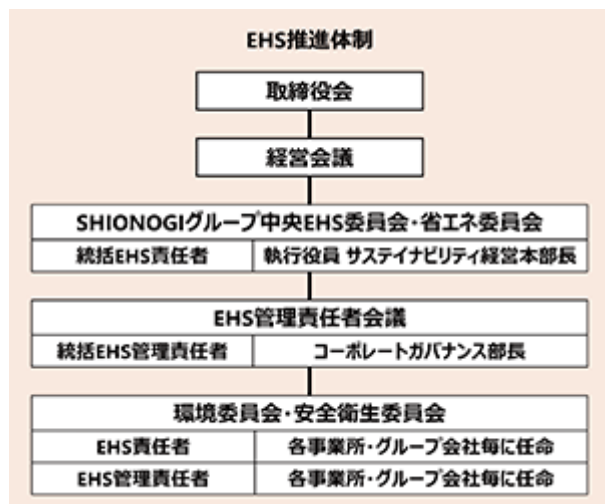 EHS推進体制
取締役会
経営会議
SHIONOGIグループ中央EHS委員会・省エネ委員会
統括EHS責任者 執行役員 サステイナビリティ経営本部長
EHS管理責任者会議
統括EHS管理責任者 コーポレートガバナンス部長
環境委員会・安全衛生委員会
EHS責任者 各事業所・グループ会社毎に任命
EHS管理責任者 各事業所・グループ会社毎に任命